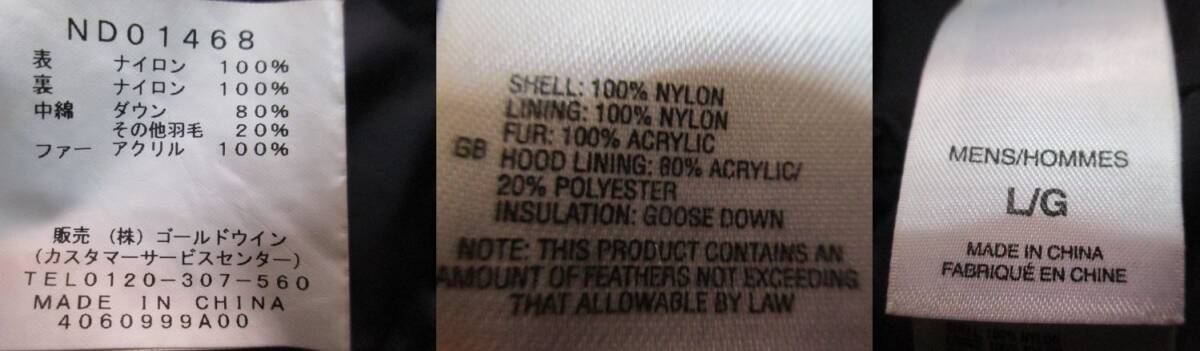 ND01468
表 ナイロン 100%
裏 ナイロン 100%
中綿 ダウン 80%
その他羽毛 20%
ファー アクリル 100%
販売 (株) ゴールドウイン
(カスタマーサービスセンター)
TEL0120-307-560
MADE IN CHINA
4060999A00
SHELL: 100% NYLON
LINING: 100% NYLON
FUR: 100% ACRYLIC
GB HOOD LINING: 80% ACRYLIC/
20% POLYESTER
INSULATION: GOOSE DOWN
NOTE: THIS PRODUCT CONTAINS AN
AMOUNT OF FEATHERS NOT EXCEEDING
THAT ALLOWABLE BY LAW
MENS/HOMMES
L/G
MADE IN CHINA
FABRIQUÉ EN CHINE
SHELL: 100% NYLON